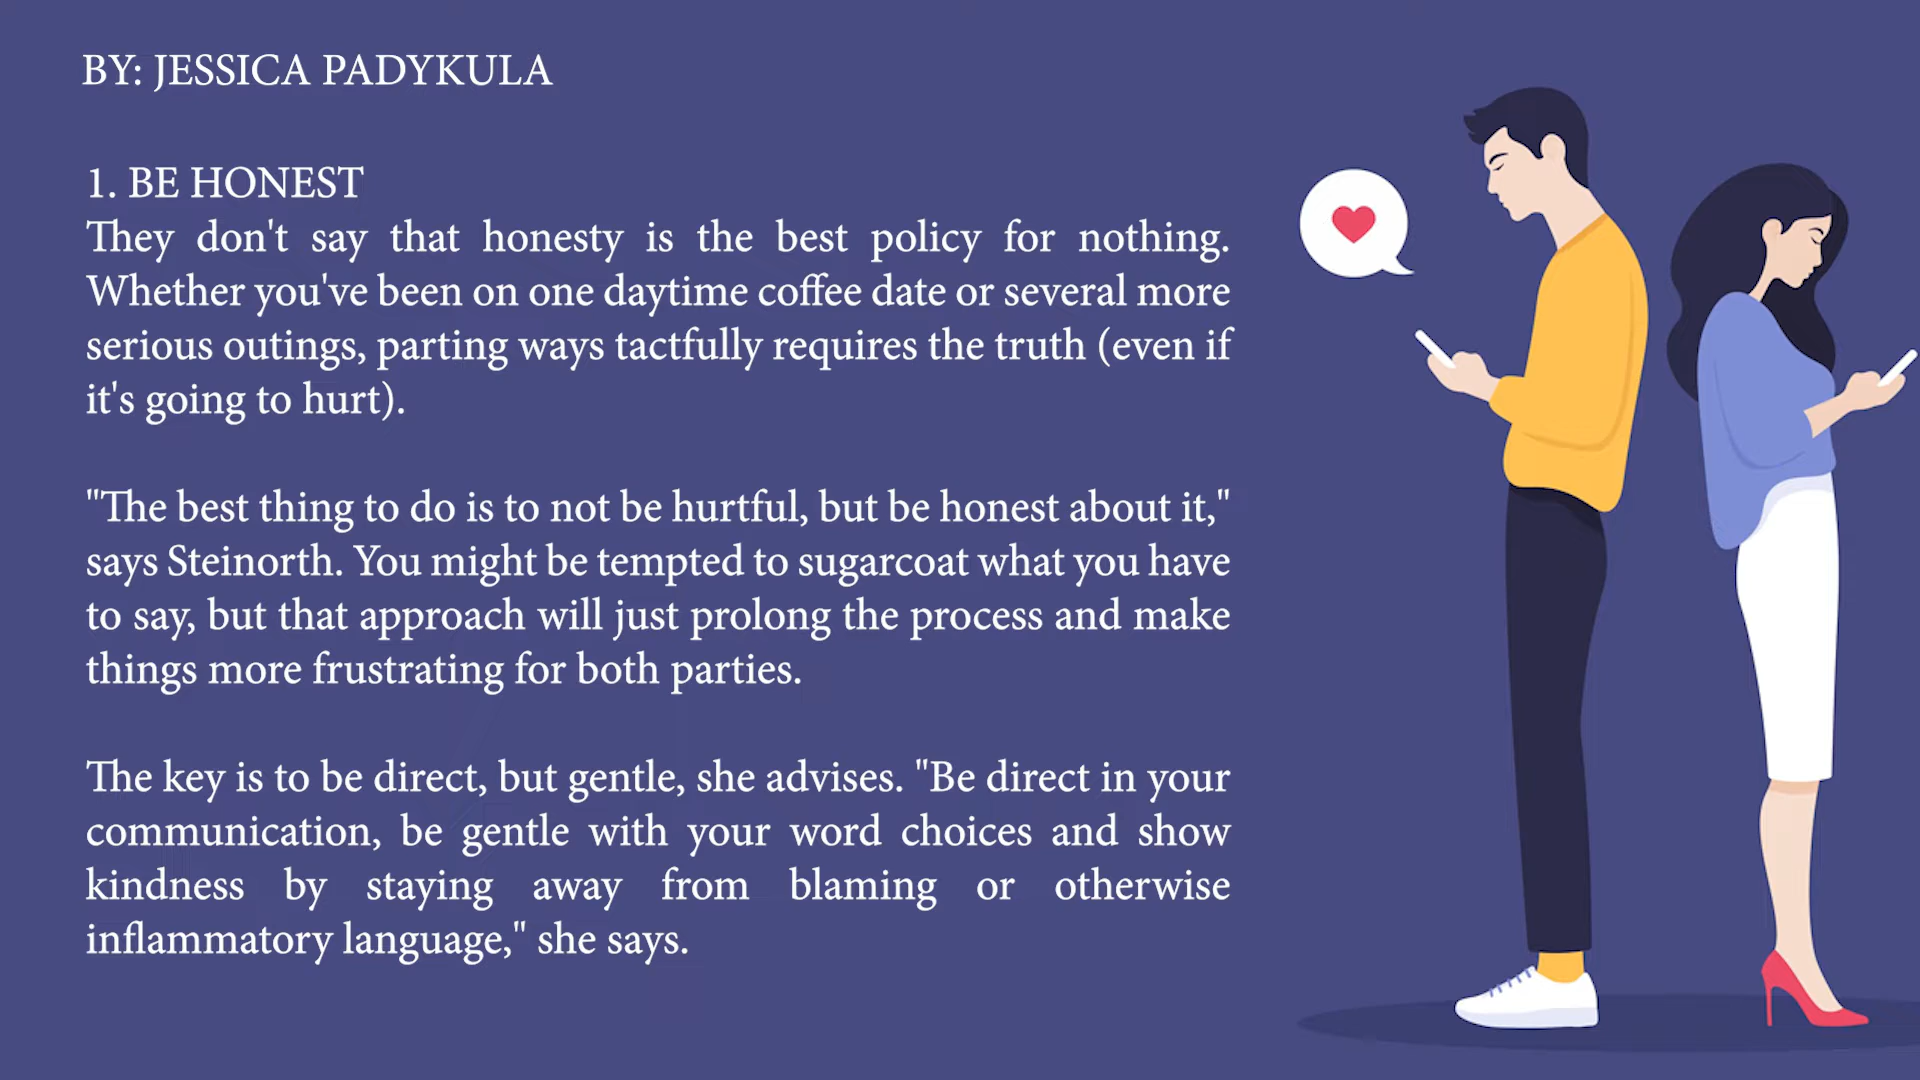 BY: JESSICA PADYKULA
1. BE HONEST
They don't say that honesty is the best policy for nothing.
Whether you've been on one daytime coffee date or several more
serious outings, parting ways tactfully requires the truth (even if
it's going to hurt).
"The best thing to do is to not be hurtful, but be honest about it,"
says Steinorth. You might be tempted to sugarcoat what you have
to say, but that approach will just prolong the process and make
things more frustrating for both parties.
The key is to be direct, but gentle, she advises. "Be direct in your
communication, be gentle with your word choices and show
kindness by staying away from blaming or otherwise
inflammatory language," she says.